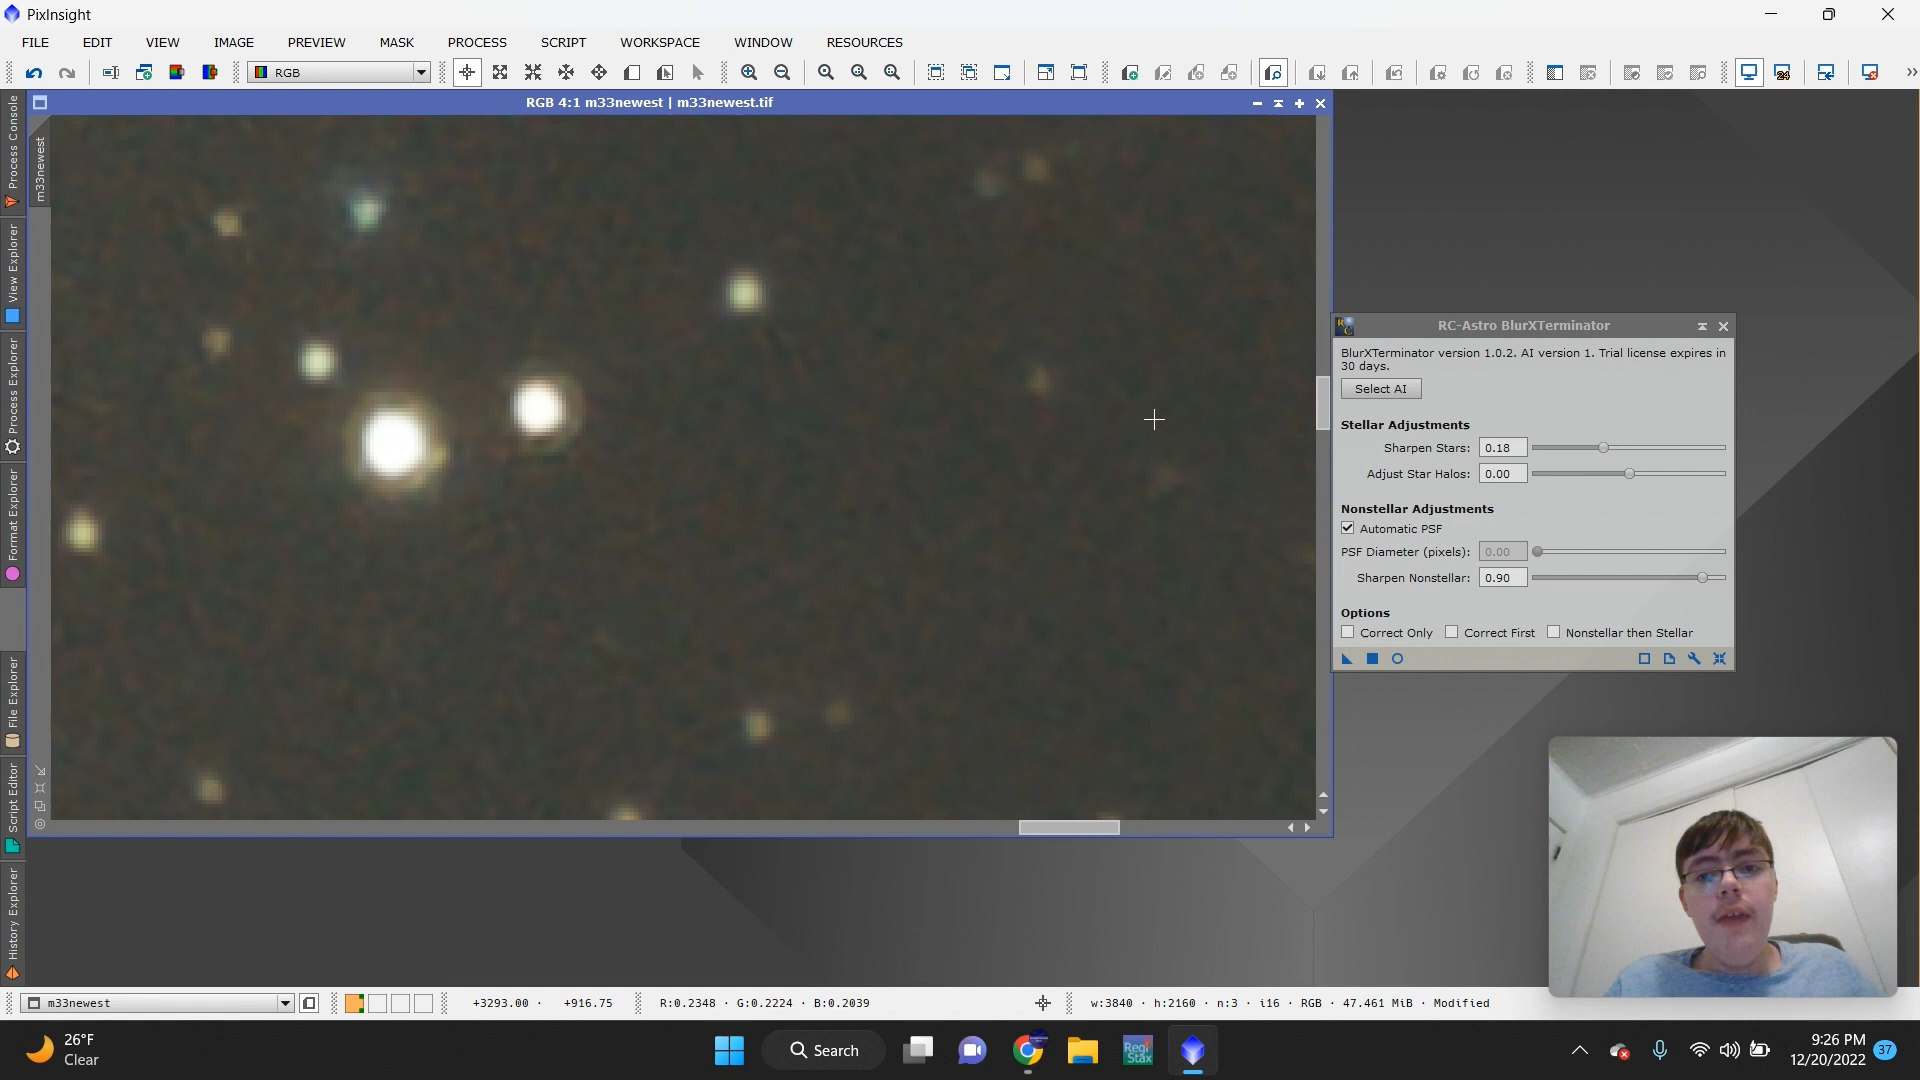 PixInsight
FILE EDIT VIEW IMAGE PREVIEW MASK PROCESS SCRIPT WORKSPACE WINDOW RESOURCES
RGB
24
RGB 4:1 m33newest | m33newest.tif
m33newest
Process Console
View Explorer
Process Explorer
Format Explorer
File Explorer
Script Editor
History Explorer
RC-Astro BlurXTerminator
BlurXTerminator version 1.0.2. AI version 1. Trial license expires in
30 days.
Select AI
Stellar Adjustments
Sharpen Stars: 0.18
Adjust Star Halos: 0.00
Nonstellar Adjustments
Automatic PSF
PSF Diameter (pixels): 0.00
Sharpen Nonstellar: 0.90
Options
Correct Only Correct First Nonstellar then Stellar
m33newest
+3293.00 · +916.75
R:0.2348 · G:0.2224 · B:0.2039
w:3840 · h:2160 · n:3 · i16 · RGB · 47.461 MiB · Modified
26°F
Clear
Search
Regi
Stax
9:26 PM
12/20/2022
37